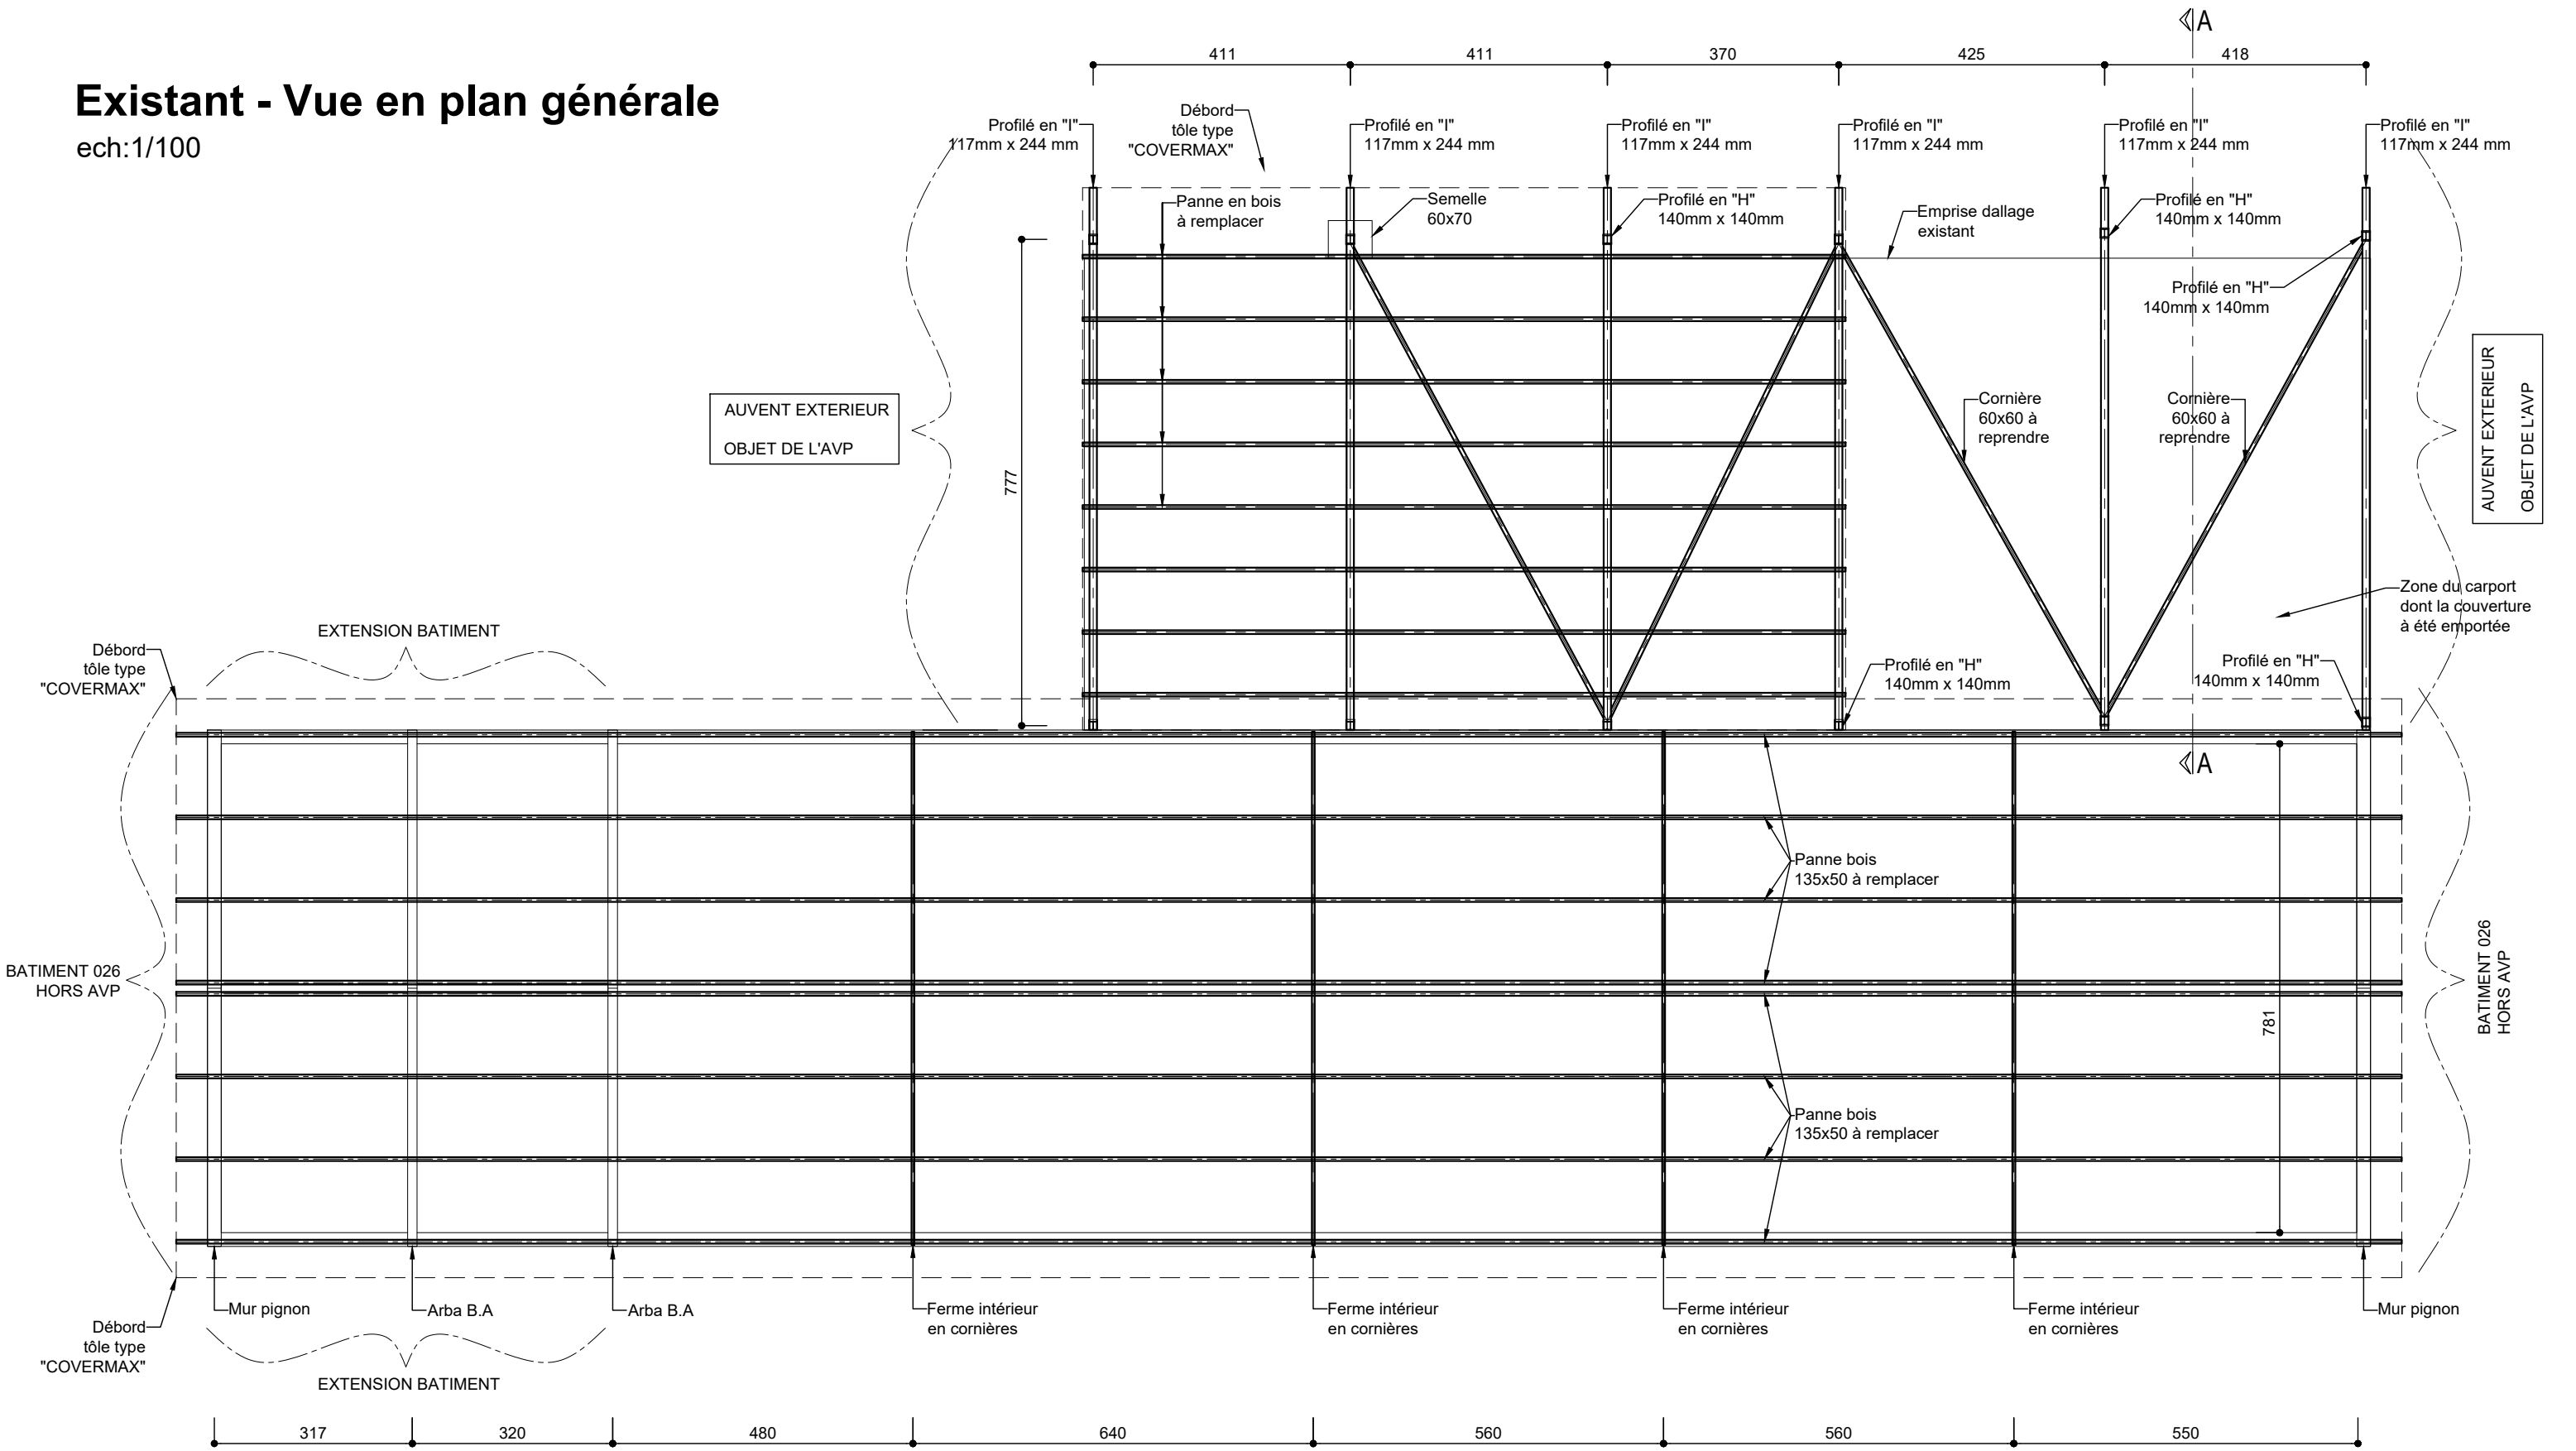 A
411
411
370
425
418
Existant - Vue en plan générale
ech:1/100
Profilé en "I"
117mm x 244 mm
Débord
tôle type
"COVERMAX"
Profilé en "I"
117mm x 244 mm
Profilé en "I"
117mm x 244 mm
Profilé en "I"
117mm x 244 mm
Profilé en "I"
117mm x 244 mm
Profilé en "I"
117mm x 244 mm
Panne en bois
à remplacer
Semelle
60x70
Profilé en "H"
140mm x 140mm
Emprise dallage
existant
Profilé en "H"
140mm x 140mm
Profilé en "H"
140mm x 140mm
AUVENT EXTERIEUR
OBJET DE L'AVP
777
Cornière
60x60 à
reprendre
Cornière
60x60 à
reprendre
AUVENT EXTERIEUR
OBJET DE L'AVP
Zone du carport
dont la couverture
à été emportée
EXTENSION BATIMENT
Débord
tôle type
"COVERMAX"
Profilé en "H"
140mm x 140mm
Profilé en "H"
140mm x 140mm
A
Panne bois
135x50 à remplacer
BATIMENT 026
HORS AVP
781
BATIMENT 026
HORS AVP
Panne bois
135x50 à remplacer
Mur pignon
Arba B.A
Arba B.A
Ferme intérieur
en cornières
Ferme intérieur
en cornières
Ferme intérieur
en cornières
Ferme intérieur
en cornières
Mur pignon
Débord
tôle type
"COVERMAX"
EXTENSION BATIMENT
317
320
480
640
560
560
550